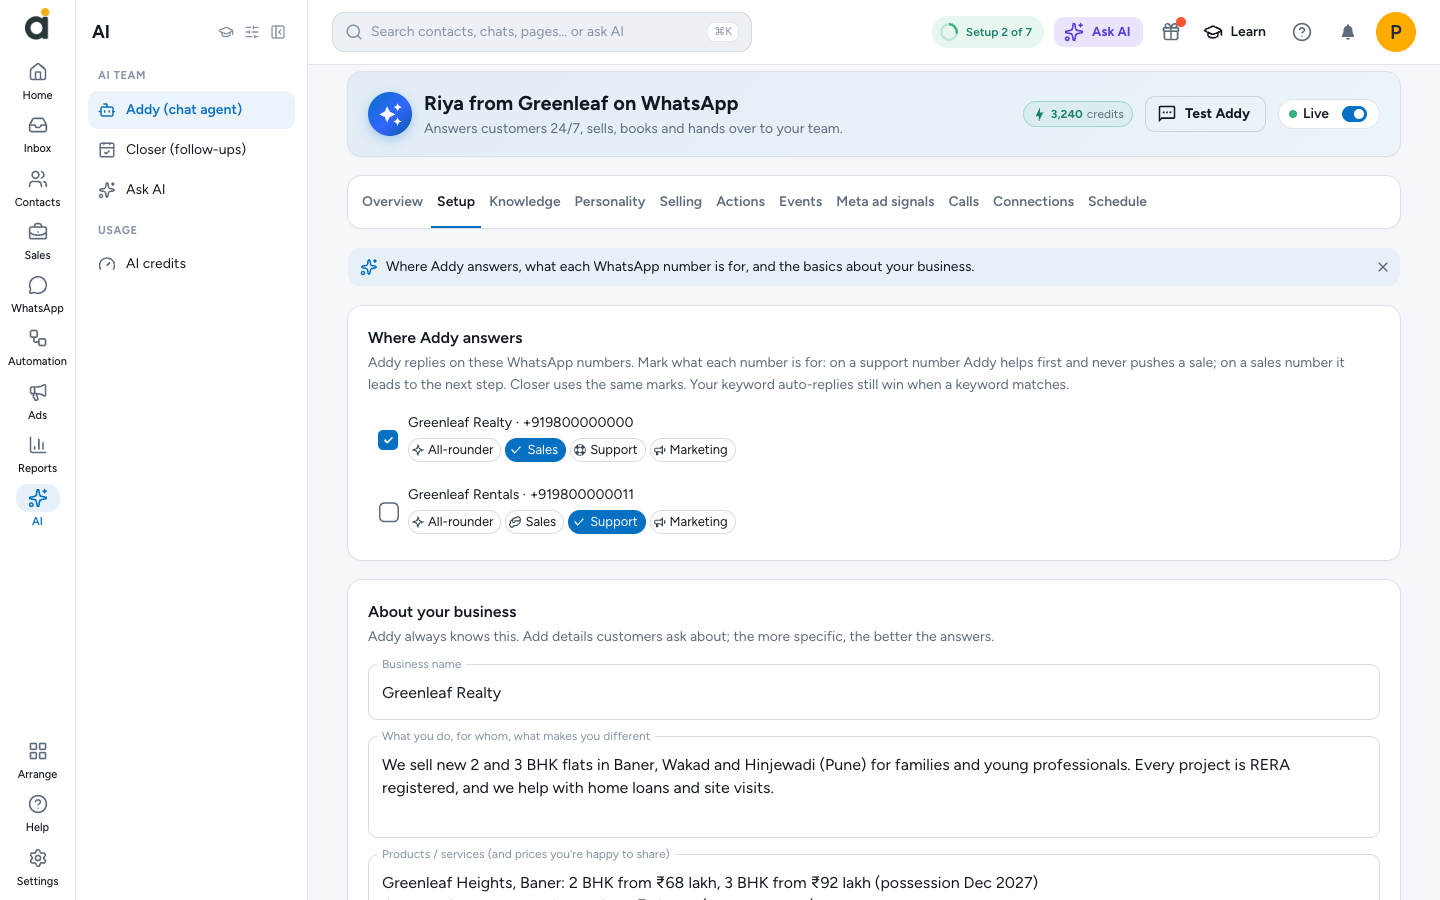 AI
Search contacts, chats, pages... or ask AI
⌘K
Setup 2 of 7
Ask AI
Learn
P
Home
Inbox
Contacts
Sales
WhatsApp
Automation
Ads
Reports
AI
Arrange
Help
Settings
AI TEAM
Addy (chat agent)
Closer (follow-ups)
Ask AI
USAGE
AI credits
Riya from Greenleaf on WhatsApp
Answers customers 24/7, sells, books and hands over to your team.
3,240 credits
Test Addy
Live
Overview Setup Knowledge Personality Selling Actions Events Meta ad signals Calls Connections Schedule
Where Addy answers, what each WhatsApp number is for, and the basics about your business.
Where Addy answers
Addy replies on these WhatsApp numbers. Mark what each number is for: on a support number Addy helps first and never pushes a sale; on a sales number it
leads to the next step. Closer uses the same marks. Your keyword auto-replies still win when a keyword matches.
Greenleaf Realty · +919800000000
All-rounder Sales Support Marketing
Greenleaf Rentals · +919800000011
All-rounder Sales Support Marketing
About your business
Addy always knows this. Add details customers ask about; the more specific, the better the answers.
Business name
Greenleaf Realty
What you do, for whom, what makes you different
We sell new 2 and 3 BHK flats in Baner, Wakad and Hinjewadi (Pune) for families and young professionals. Every project is RERA
registered, and we help with home loans and site visits.
Products / services (and prices you're happy to share)
Greenleaf Heights, Baner: 2 BHK from ₹68 lakh, 3 BHK from ₹92 lakh (possession Dec 2027)